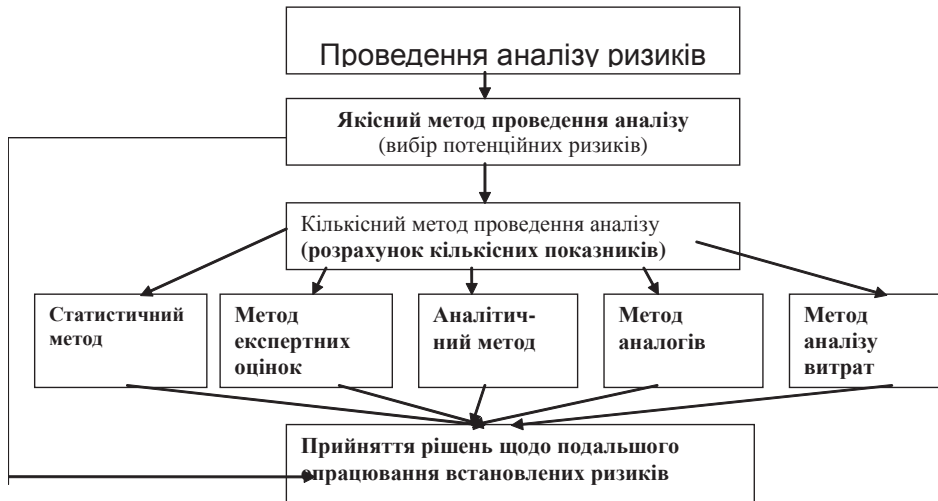 Проведення аналізу ризиків
Якісний метод проведення аналізу
(вибір потенційних ризиків)
Кількісний метод проведення аналізу
(розрахунок кількісних показників)
Статистичний
метод
Метод
експертних
оцінок
Аналітич-
ний метод
Метод
аналогів
Метод
аналізу
витрат
Прийняття рішень щодо подальшого
опрацювання встановлених ризиків